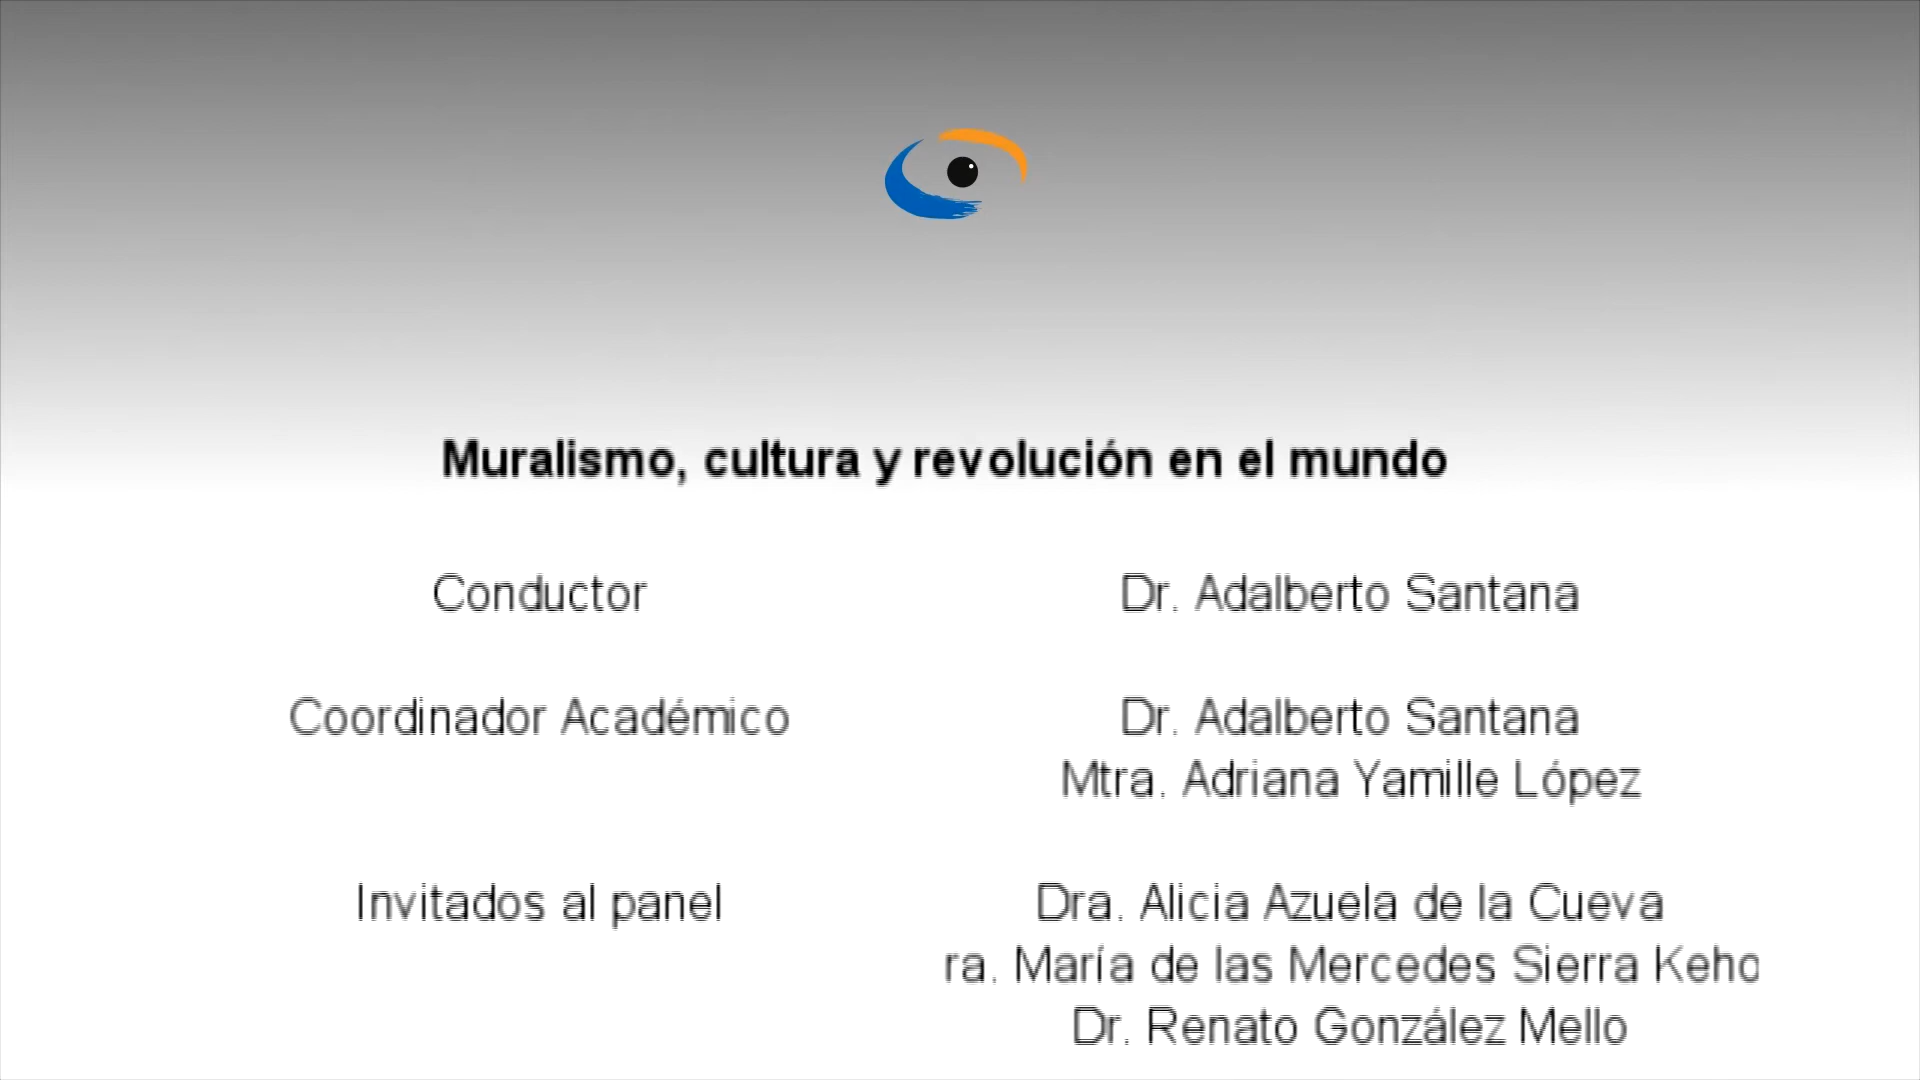 Muralismo, cultura y revolución en el mundo
Conductor Dr. Adalberto Santana
Coordinador Académico Dr. Adalberto Santana
Mtra. Adriana Yamille López
Invitados al panel Dra. Alicia Azuela de la Cueva
ra. María de las Mercedes Sierra Keho
Dr. Renato González Mello